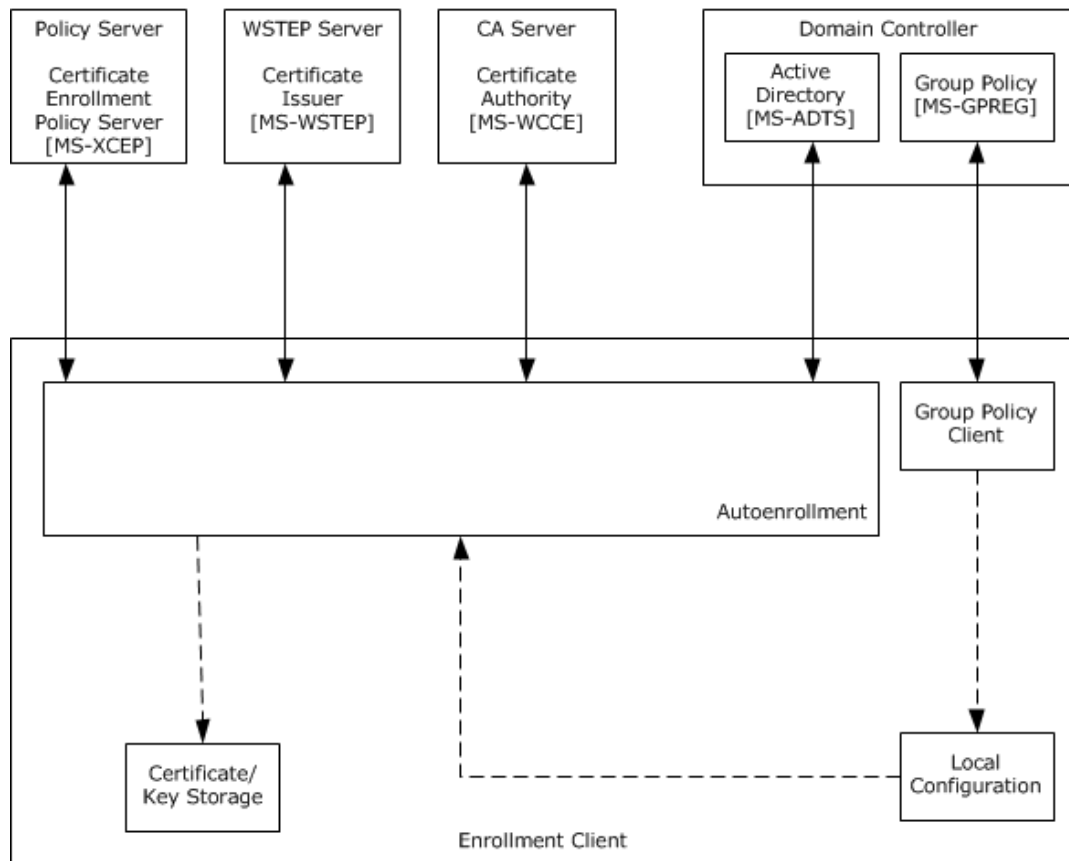 Policy Server
Certificate
Enrollment
Policy Server
[MS-XCEP]
WSTEP Server
Certificate
Issuer
[MS-WSTEP]
CA Server
Certificate
Authority
[MS-WCCE]
Domain Controller
Active
Directory
[MS-ADTS]
Group Policy
[MS-GPREG]
Autoenrollment
Group Policy
Client
Certificate/
Key Storage
Local
Configuration
Enrollment Client